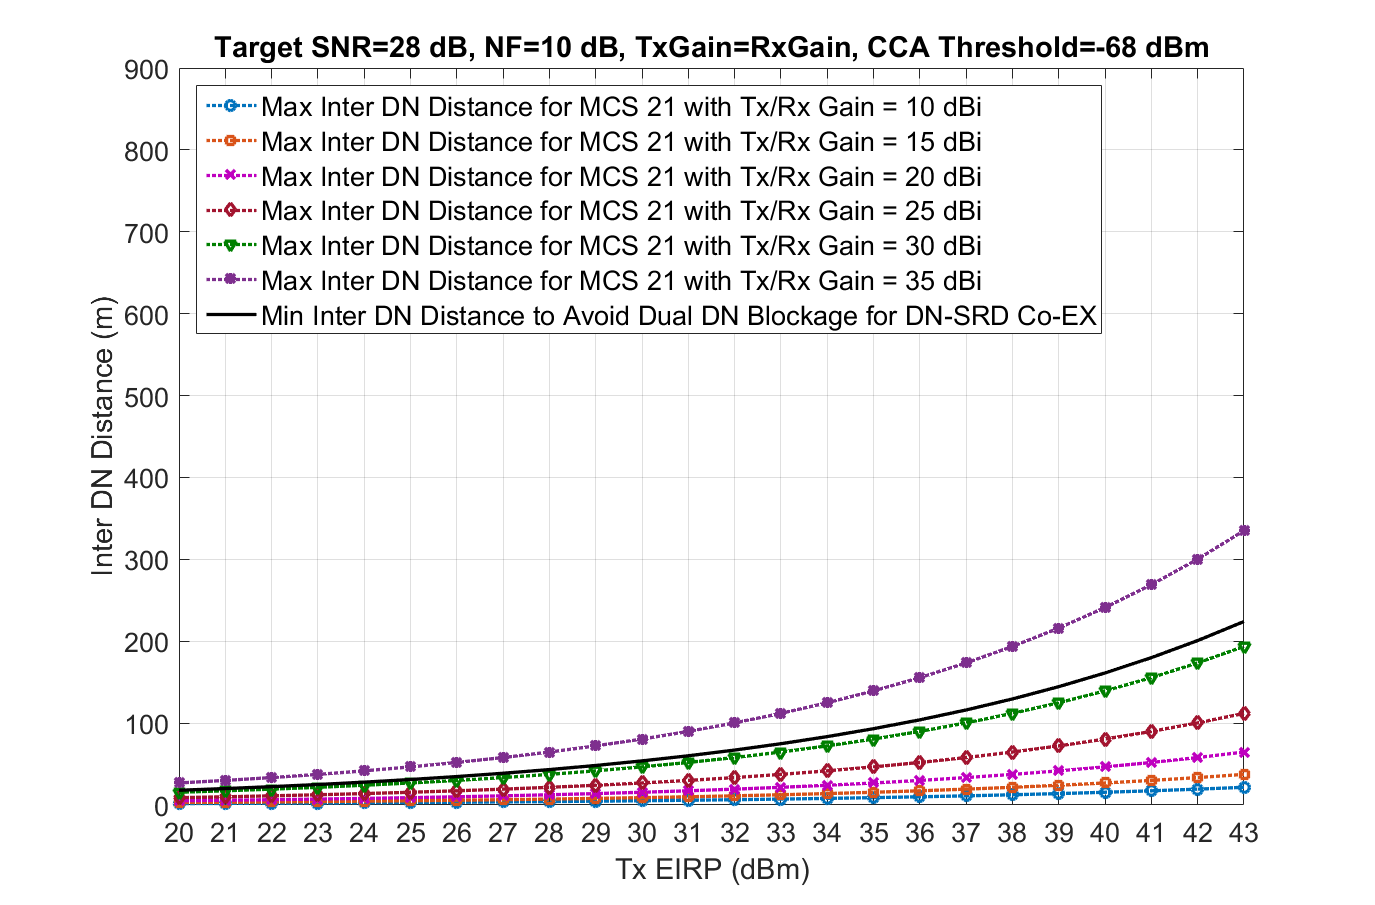 Target SNR=28 dB, NF=10 dB, TxGain=RxGain, CCA Threshold=-68 dBm
900
800
700
600
500
400
300
200
100
0
Inter DN Distance (m)
Max Inter DN Distance for MCS 21 with Tx/Rx Gain = 10 dBi
Max Inter DN Distance for MCS 21 with Tx/Rx Gain = 15 dBi
Max Inter DN Distance for MCS 21 with Tx/Rx Gain = 20 dBi
Max Inter DN Distance for MCS 21 with Tx/Rx Gain = 25 dBi
Max Inter DN Distance for MCS 21 with Tx/Rx Gain = 30 dBi
Max Inter DN Distance for MCS 21 with Tx/Rx Gain = 35 dBi
Min Inter DN Distance to Avoid Dual DN Blockage for DN-SRD Co-EX
20 21 22 23 24 25 26 27 28 29 30 31 32 33 34 35 36 37 38 39 40 41 42 43
Tx EIRP (dBm)